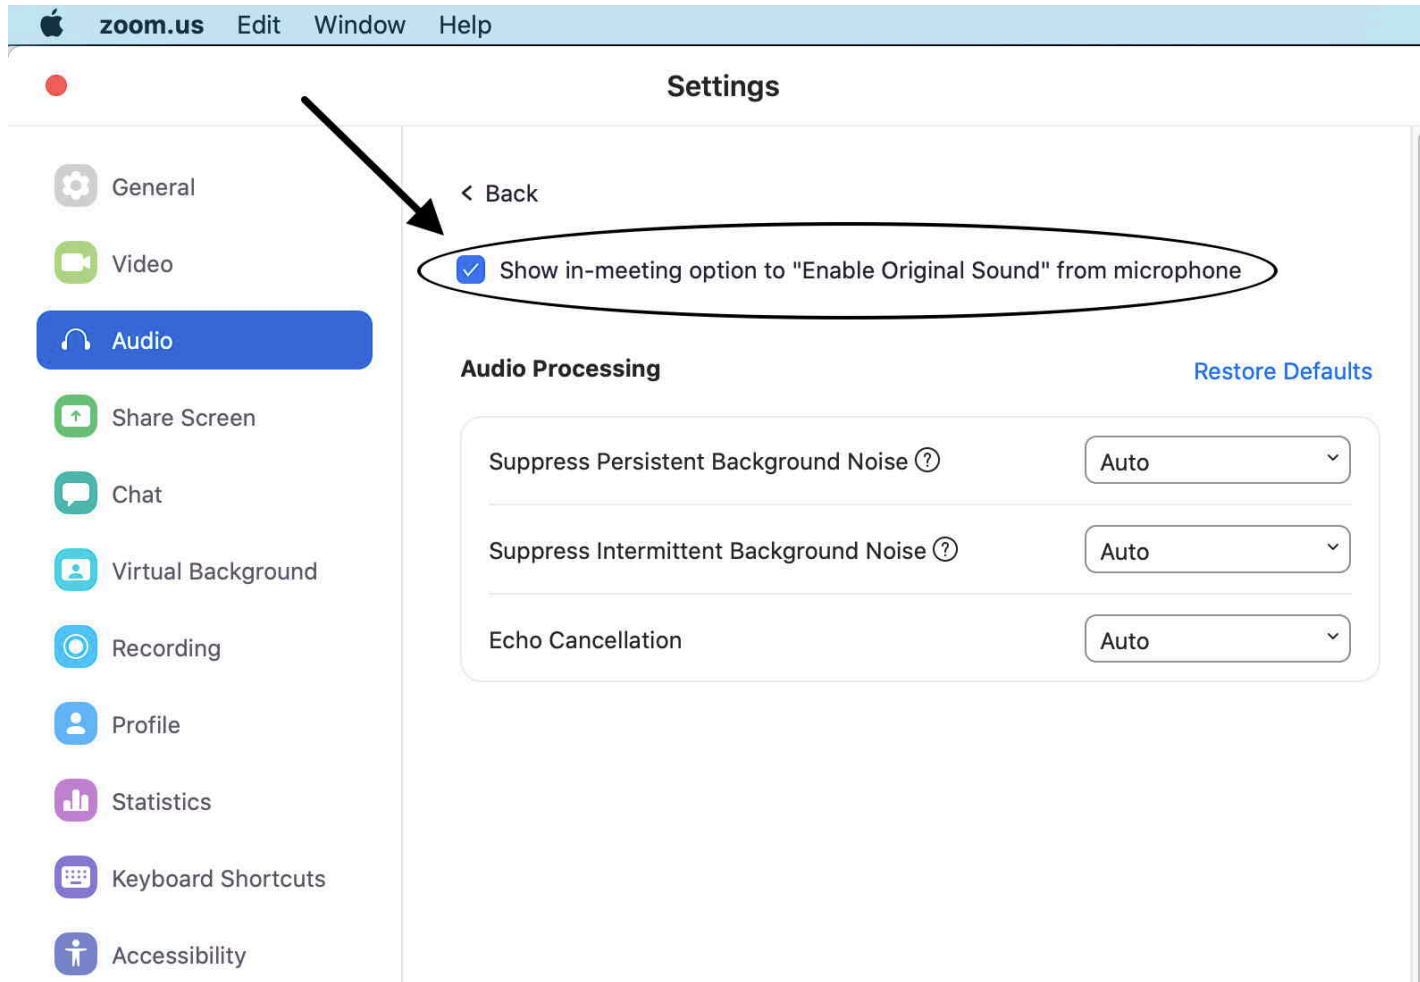 zoom.us Edit Window Help
Settings
General
Video
Audio
Share Screen
Chat
Virtual Background
Recording
Profile
Statistics
Keyboard Shortcuts
Accessibility
< Back
Show in-meeting option to "Enable Original Sound" from microphone
Audio Processing
Restore Defaults
Suppress Persistent Background Noise ?
Auto
Suppress Intermittent Background Noise ?
Auto
Echo Cancellation
Auto